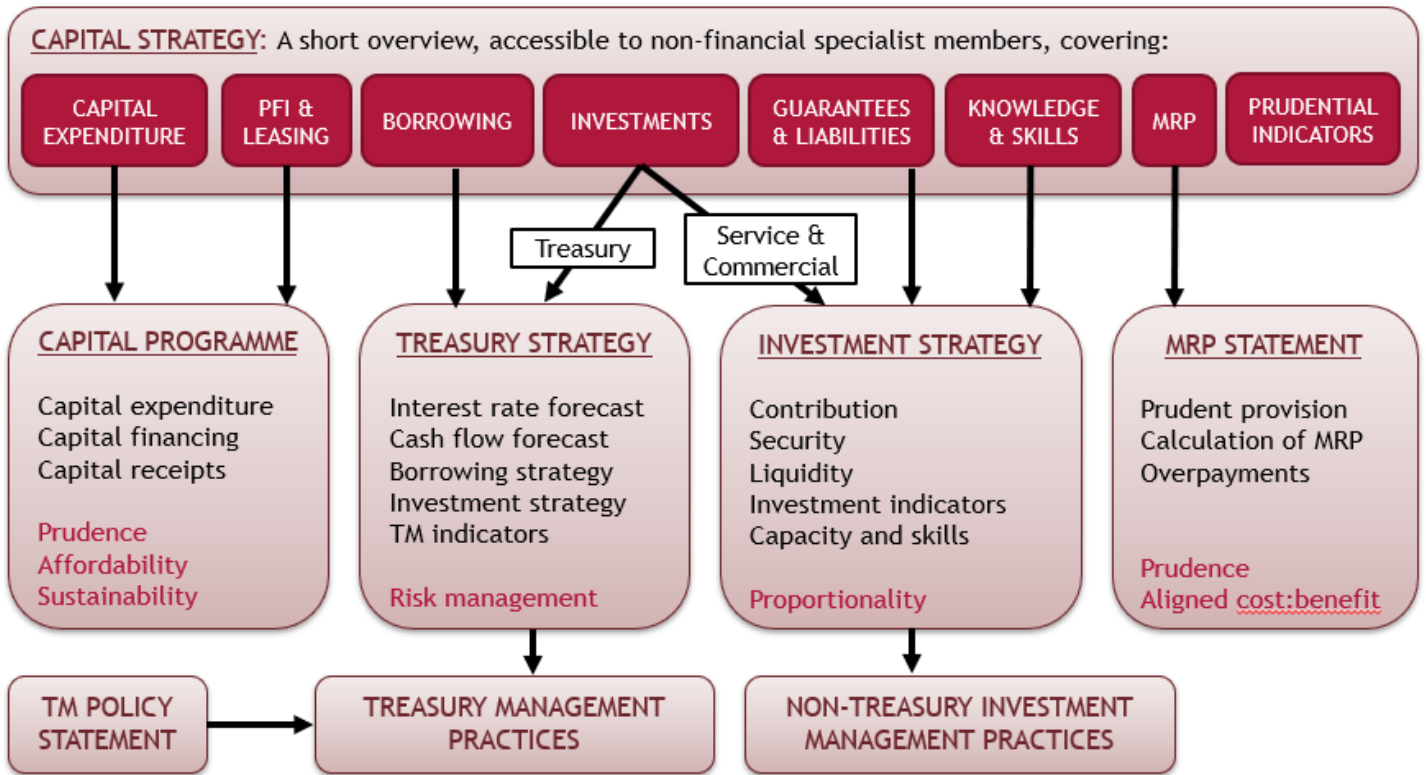 CAPITAL STRATEGY: A short overview, accessible to non-financial specialist members, covering:
CAPITAL
EXPENDITURE
PFI &
LEASING
BORROWING
INVESTMENTS
GUARANTEES
& LIABILITIES
KNOWLEDGE
& SKILLS
MRP
PRUDENTIAL
INDICATORS
Treasury
Service &
Commercial
CAPITAL PROGRAMME
Capital expenditure
Capital financing
Capital receipts
Prudence
Affordability
Sustainability
TREASURY STRATEGY
Interest rate forecast
Cash flow forecast
Borrowing strategy
Investment strategy
TM indicators
Risk management
INVESTMENT STRATEGY
Contribution
Security
Liquidity
Investment indicators
Capacity and skills
Proportionality
MRP STATEMENT
Prudent provision
Calculation of MRP
Overpayments
Prudence
Aligned cost:benefit
TM POLICY
STATEMENT
TREASURY MANAGEMENT
PRACTICES
NON-TREASURY INVESTMENT
MANAGEMENT PRACTICES